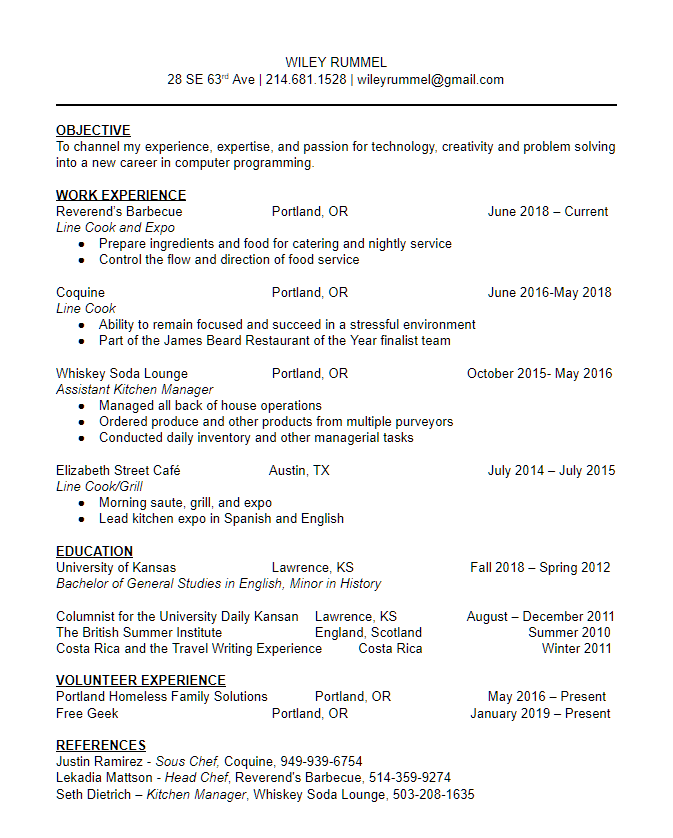 WILEY RUMMEL
28 SE 63rd Ave | 214.681.1528 | wileyrummel@gmail.com
OBJECTIVE
To channel my experience, expertise, and passion for technology, creativity and problem solving
into a new career in computer programming.
WORK EXPERIENCE
Reverend's Barbecue Portland, OR June 2018 – Current
Line Cook and Expo
● Prepare ingredients and food for catering and nightly service
● Control the flow and direction of food service
Coquine Portland, OR June 2016-May 2018
Line Cook
● Ability to remain focused and succeed in a stressful environment
● Part of the James Beard Restaurant of the Year finalist team
Whiskey Soda Lounge Portland, OR October 2015- May 2016
Assistant Kitchen Manager
● Managed all back of house operations
● Ordered produce and other products from multiple purveyors
● Conducted daily inventory and other managerial tasks
Elizabeth Street Café Austin, TX July 2014 – July 2015
Line Cook/Grill
● Morning saute, grill, and expo
● Lead kitchen expo in Spanish and English
EDUCATION
University of Kansas Lawrence, KS Fall 2018 – Spring 2012
Bachelor of General Studies in English, Minor in History
Columnist for the University Daily Kansan Lawrence, KS August – December 2011
The British Summer Institute England, Scotland Summer 2010
Costa Rica and the Travel Writing Experience Costa Rica Winter 2011
VOLUNTEER EXPERIENCE
Portland Homeless Family Solutions Portland, OR May 2016 – Present
Free Geek Portland, OR January 2019 – Present
REFERENCES
Justin Ramirez - Sous Chef, Coquine, 949-939-6754
Lekadia Mattson - Head Chef, Reverend's Barbecue, 514-359-9274
Seth Dietrich – Kitchen Manager, Whiskey Soda Lounge, 503-208-1635